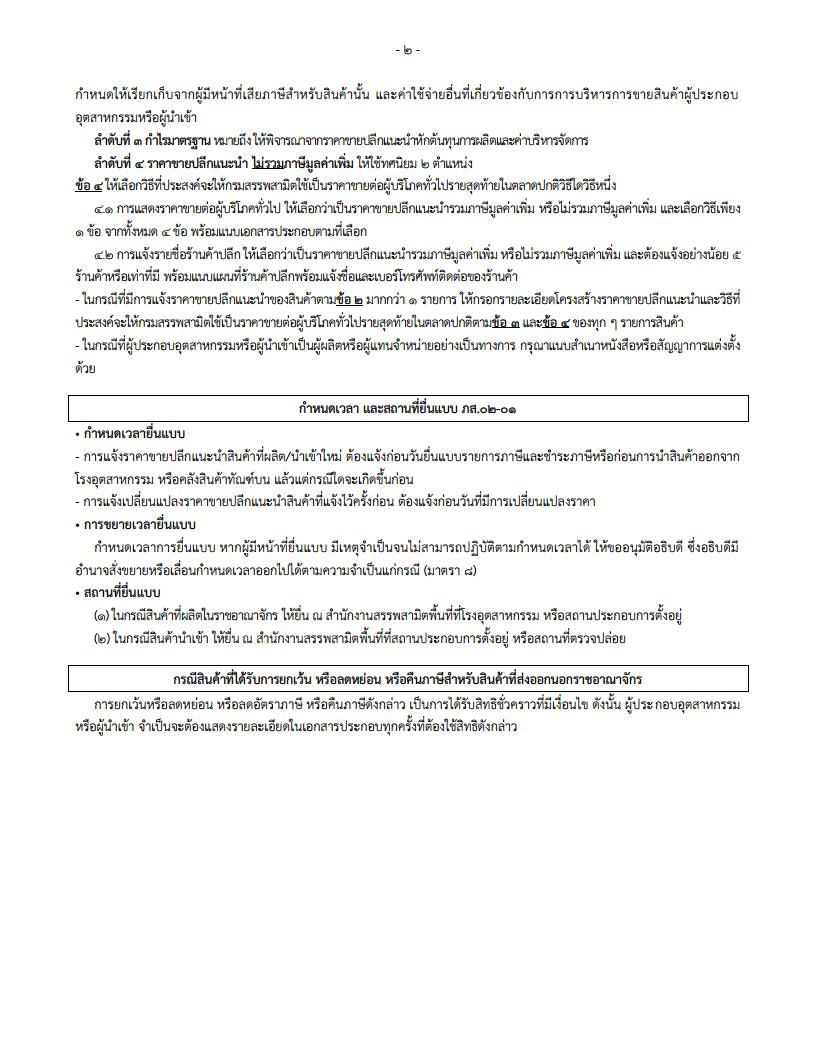 - ๒ -
กำหนดให้เรียกเก็บจากผู้มีหน้าที่เสียภาษีสำหรับสินค้านั้น และค่าใช้จ่ายอื่นที่เกี่ยวข้องกับการการบริหารการขายสินค้าผู้ประกอบ
อุตสาหกรรมหรือผู้นำเข้า
ลำดับที่ ๓ กำไรมาตรฐาน หมายถึง ให้พิจารณาจากราคาขายปลีกแนะนำหักต้นทุนการผลิตและค่าบริหารจัดการ
ลำดับที่ ๔ ราคาขายปลีกแนะนำ ไม่รวมภาษีมูลค่าเพิ่ม ให้ใช้ทศนิยม ๒ ตำแหน่ง
ข้อ ๔ ให้เลือกวิธีที่ประสงค์จะให้กรมสรรพสามิตใช้เป็นราคาขายต่อผู้บริโภคทั่วไปรายสุดท้ายในตลาดปกติวิธีใดวิธีหนึ่ง
๔.๑ การแสดงราคาขายต่อผู้บริโภคทั่วไป ให้เลือกว่าเป็นราคาขายปลีกแนะนำรวมภาษีมูลค่าเพิ่ม หรือไม่รวมภาษีมูลค่าเพิ่ม และเลือกวิธีเพียง
๑ ข้อ จากทั้งหมด ๔ ข้อ พร้อมแนบเอกสารประกอบตามที่เลือก
๔.๒ การแจ้งรายชื่อร้านค้าปลีก ให้เลือกว่าเป็นราคาขายปลีกแนะนำรวมภาษีมูลค่าเพิ่ม หรือไม่รวมภาษีมูลค่าเพิ่ม และต้องแจ้งอย่างน้อย ๕
ร้านค้าหรือเท่าที่มี พร้อมแนบแผนที่ร้านค้าปลีกพร้อมแจ้งชื่อและเบอร์โทรศัพท์ติดต่อของร้านค้า
- ในกรณีที่มีการแจ้งราคาขายปลีกแนะนำของสินค้าตามข้อ ๒ มากกว่า ๑ รายการ ให้กรอกรายละเอียดโครงสร้างราคาขายปลีกแนะนำและวิธีที่
ประสงค์จะให้กรมสรรพสามิตใช้เป็นราคาขายต่อผู้บริโภคทั่วไปรายสุดท้ายในตลาดปกติตามข้อ ๓ และข้อ ๔ ของทุก ๆ รายการสินค้า
- ในกรณีที่ผู้ประกอบอุตสาหกรรมหรือผู้นำเข้าเป็นผู้ผลิตหรือผู้แทนจำหน่ายอย่างเป็นทางการ กรุณาแนบสำเนาหนังสือหรือสัญญาการแต่งตั้ง
ด้วย
กำหนดเวลา และสถานที่ยื่นแบบ ภส.๐๒-๐๑
• กำหนดเวลายื่นแบบ
- การแจ้งราคาขายปลีกแนะนำสินค้าที่ผลิต/นำเข้าใหม่ ต้องแจ้งก่อนวันยื่นแบบรายการภาษีและชำระภาษีหรือก่อนการนำสินค้าออกจาก
โรงอุตสาหกรรม หรือคลังสินค้าทัณฑ์บน แล้วแต่กรณีใดจะเกิดขึ้นก่อน
- การแจ้งเปลี่ยนแปลงราคาขายปลีกแนะนำสินค้าที่แจ้งไว้ครั้งก่อน ต้องแจ้งก่อนวันที่มีการเปลี่ยนแปลงราคา
• การขยายเวลายื่นแบบ
กำหนดเวลาการยื่นแบบ หากผู้มีหน้าที่ยื่นแบบ มีเหตุจำเป็นจนไม่สามารถปฏิบัติตามกำหนดเวลาได้ ให้ขออนุมัติอธิบดี ซึ่งอธิบดีมี
อำนาจสั่งขยายหรือเลื่อนกำหนดเวลาออกไปได้ตามความจำเป็นแก่กรณี (มาตรา ๘)
• สถานที่ยื่นแบบ
(๑) ในกรณีสินค้าที่ผลิตในราชอาณาจักร ให้ยื่น ณ สำนักงานสรรพสามิตพื้นที่ที่โรงอุตสาหกรรม หรือสถานประกอบการตั้งอยู่
(๒) ในกรณีสินค้านำเข้า ให้ยื่น ณ สำนักงานสรรพสามิตพื้นที่ที่สถานประกอบการตั้งอยู่ หรือสถานที่ตรวจปล่อย
กรณีสินค้าที่ได้รับการยกเว้น หรือลดหย่อน หรือคืนภาษีสำหรับสินค้าที่ส่งออกนอกราชอาณาจักร
การยกเว้นหรือลดหย่อน หรือลดอัตราภาษี หรือคืนภาษีดังกล่าว เป็นการได้รับสิทธิชั่วคราวที่มีเงื่อนไข ดังนั้น ผู้ประกอบอุตสาหกรรม
หรือผู้นำเข้า จำเป็นจะต้องแสดงรายละเอียดในเอกสารประกอบทุกครั้งที่ต้องใช้สิทธิดังกล่าว